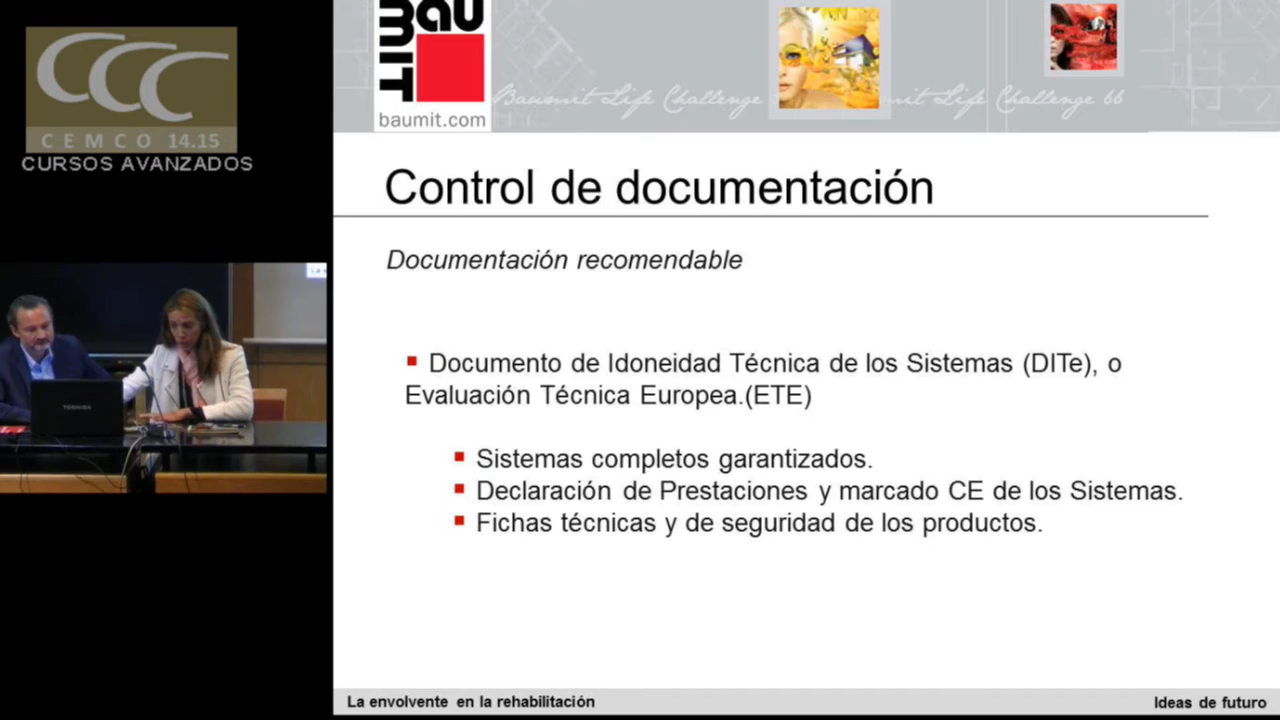 CCC
CEMCO 14.15
CURSOS AVANZADOS
bau
MIT
baumit.com
Baumit Life Challenge
mit Life Challenge 66
Control de documentación
Documentación recomendable
Documento de Idoneidad Técnica de los Sistemas (DITe), o
Evaluación Técnica Europea.(ETE)
Sistemas completos garantizados.
Declaración de Prestaciones y marcado CE de los Sistemas.
Fichas técnicas y de seguridad de los productos.
TOSHIBA
La envolvente en la rehabilitación
Ideas de futuro